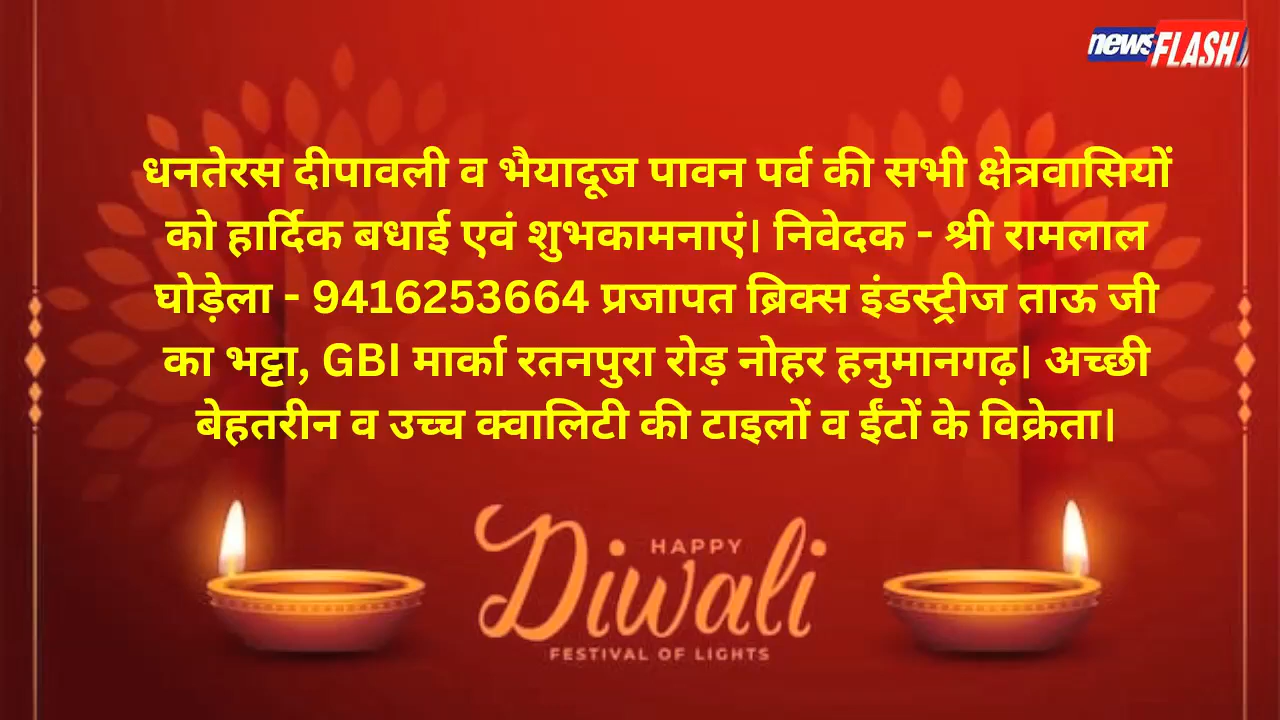 news FLASH
धनतेरस दीपावली व भैयादूज पावन पर्व की सभी क्षेत्रवासियों
को हार्दिक बधाई एवं शुभकामनाएं। निवेदक - श्री रामलाल
घोड़ेला - 9416253664 प्रजापत ब्रिक्स इंडस्ट्रीज ताऊ जी
का भट्टा, GBI मार्का रतनपुरा रोड़ नोहर हनुमानगढ़। अच्छी
बेहतरीन व उच्च क्वालिटी की टाइलों व ईंटों के विक्रेता।
HAPPY
Diwali
FESTIVAL OF LIGHTS